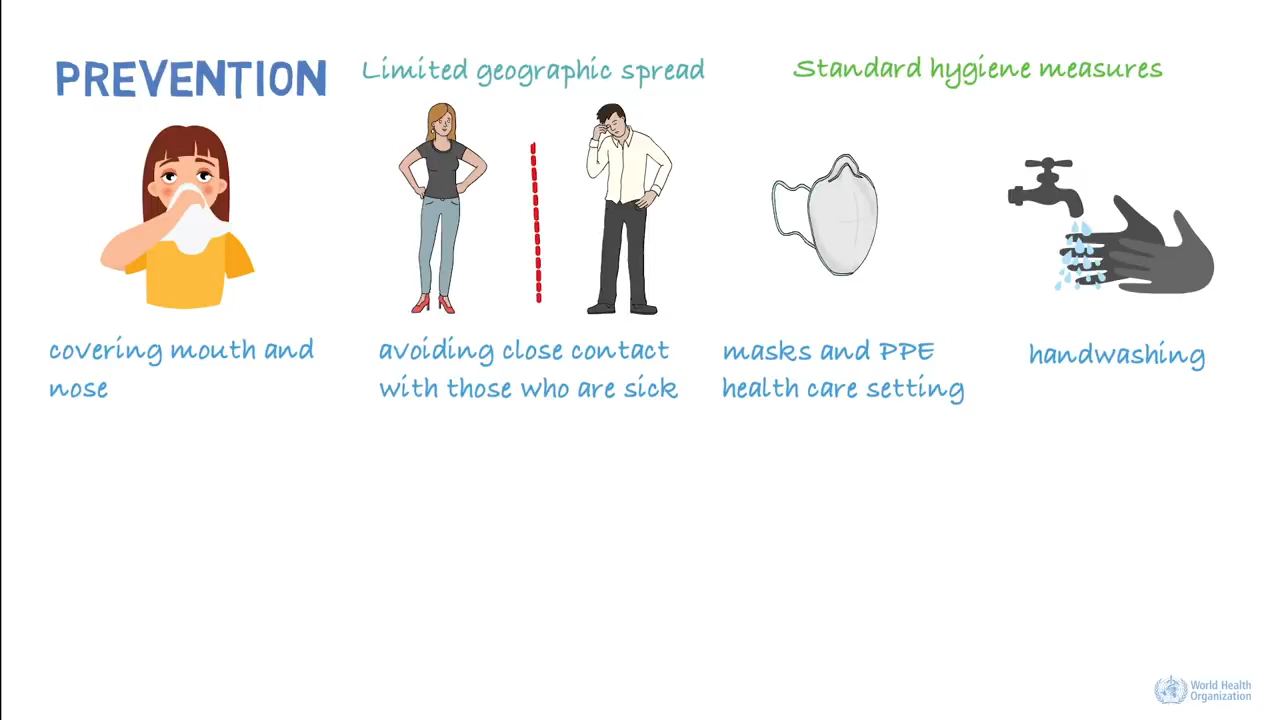 PREVENTION
Limited geographic spread
Standard hygiene measures
covering mouth and
nose
avoiding close contact
with those who are sick
masks and PPE
health care setting
handwashing
World Health
Organization